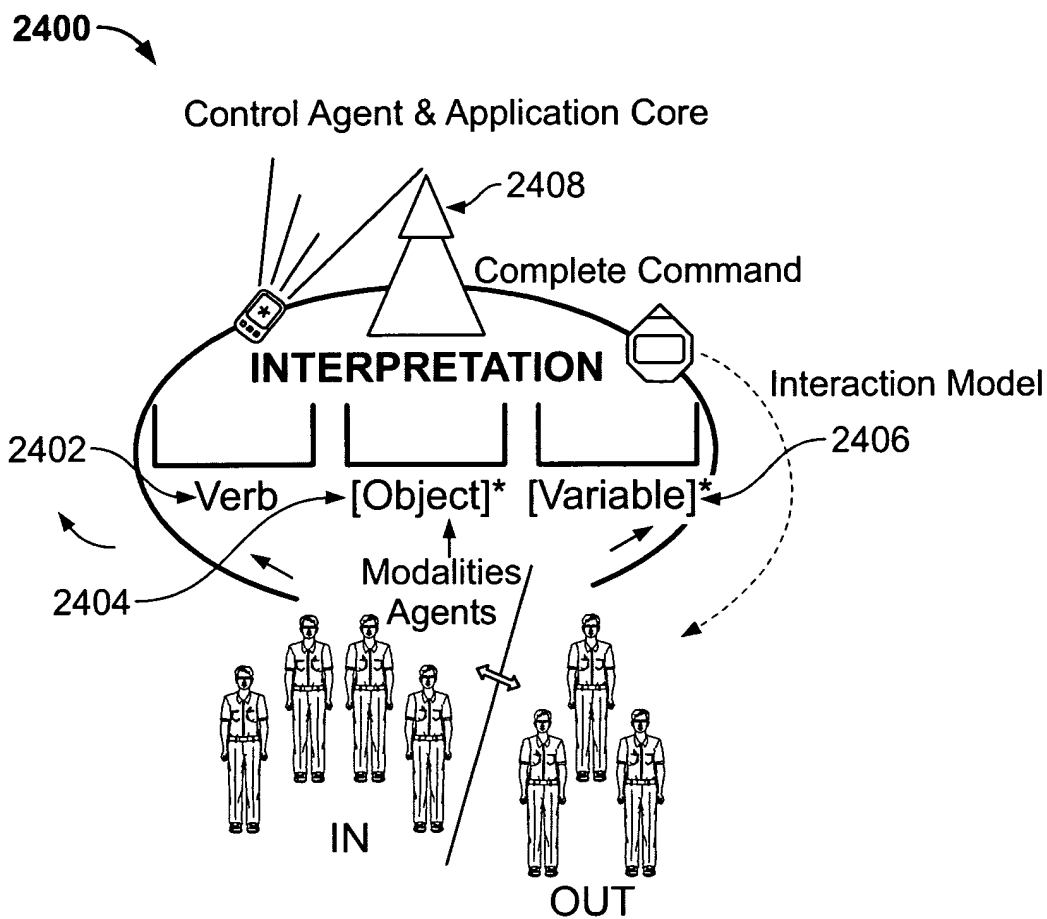 2400
Control Agent & Application Core
2408
Complete Command
*
INTERPRETATION
Interaction Model
2402
2406
Verb [Object]* [Variable]*
Modalities
Agents
2404
IN
OUT